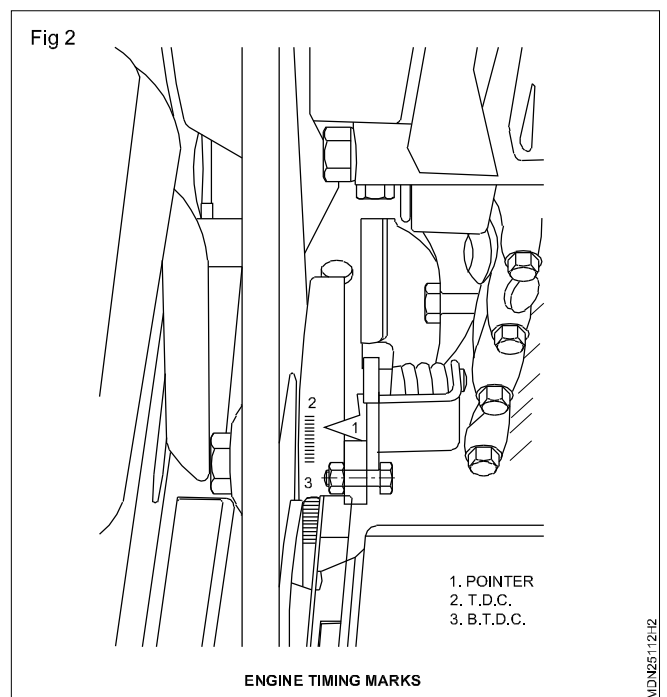 Fig 2
2
1
3
1. POINTER
2. T.D.C.
3. B.T.D.C.
ENGINE TIMING MARKS
MDN25112H2